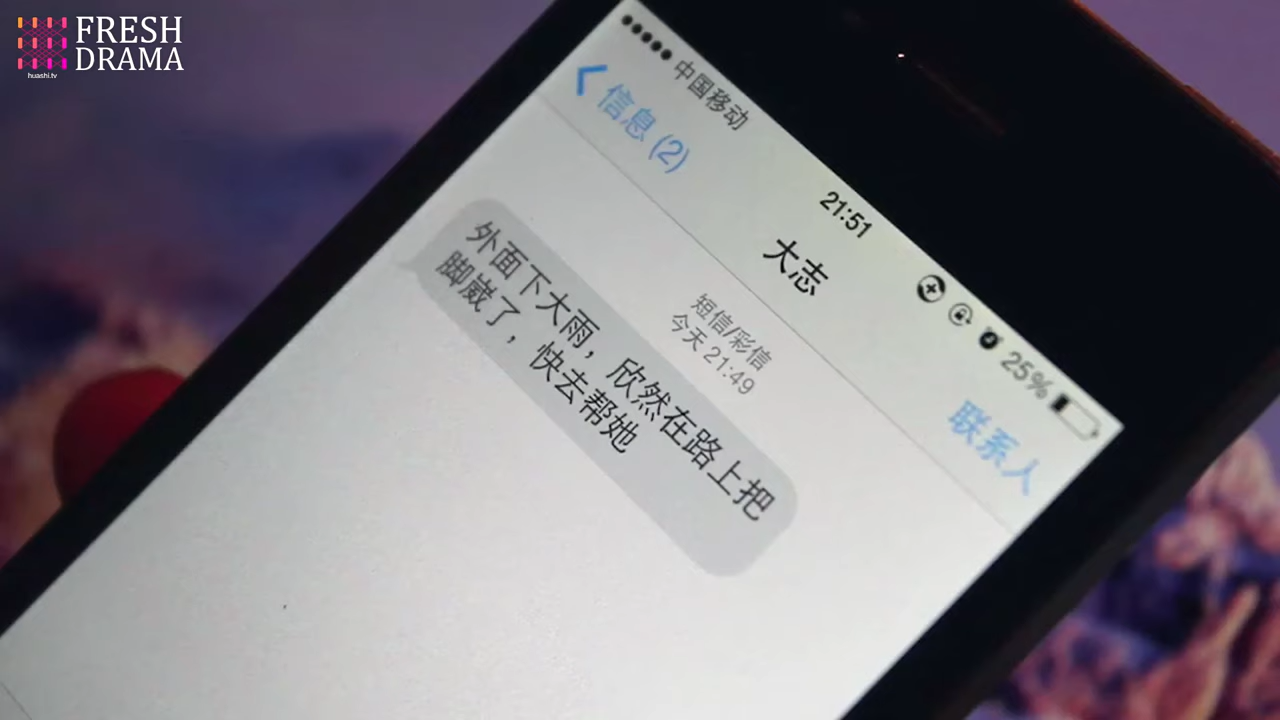 FRESH
DRAMA
huashi.tv
中国移动
21:51
25%
信息 (2)
大志
联系人
短信/彩信
今天 21:49
外面下大雨，欣然在路上把
脚崴了，快去帮她